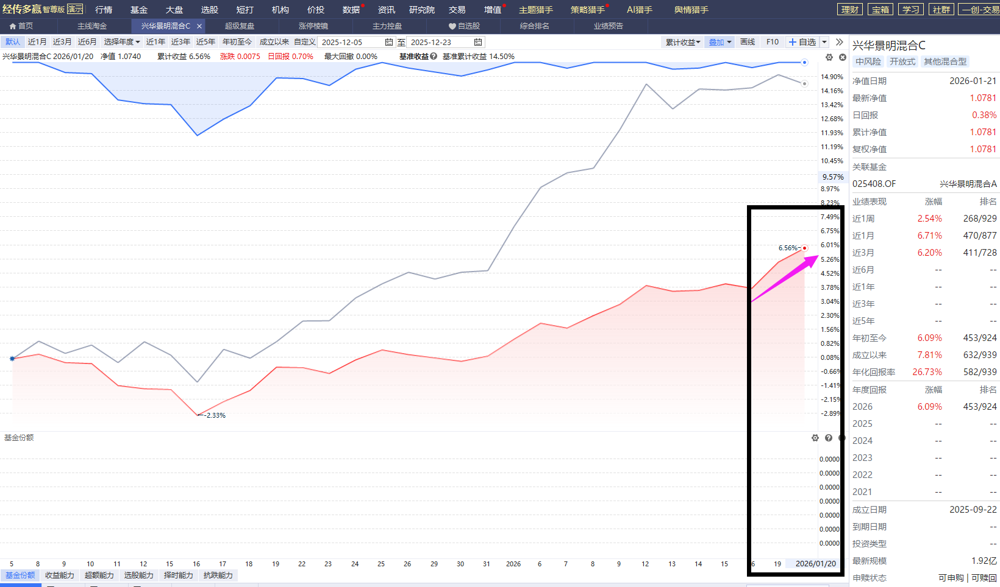 经传多赢 智尊版 演示 行情 基金 大盘 选股 短打 机构 价投 数据 资讯 研究院 交易 增值 主题猎手 策略猎手 AI猎手 舆情猎手 理财 宝箱 学习 社群 一创-交易
首页 主线淘金 兴华景明混合C × 超级复盘 涨停棱镜 主力控盘 自选股 综合排名 业绩预告
默认 近1月 近3月 近6月 选择年度 近1年 近3年 近5年 年初至今 成立以来 自定义 2025-12-05 至 2025-12-23 累计收益 叠加 画线 F10 +自选
兴华景明混合C 2026/01/20 净值 1.0740 累计收益 6.56% 涨跌 0.0075 日回报 0.70% 最大回撤 0.00% 基准收益 基准累计收益 14.50%
14.90%
14.16%
13.42%
12.68%
11.93%
11.19%
10.45%
9.57%
8.97%
8.23%
7.49%
6.75%
6.01%
5.26%
4.52%
3.78%
3.04%
2.30%
1.56%
0.82%
0.08%
-0.66%
-1.41%
-2.15%
-2.89%
6.56%
-2.33%
基金份额
0.0000
0.0000
0.0000
0.0000
0.0000
0.0000
0.0000
5 8 9 10 11 12 15 16 17 18 19 22 23 24 25 26 29 30 31 2026 6 7 8 9 12 13 14 15 6 19 2026/01/20
基金份额 收益能力 超额能力 选股能力 择时能力 抗跌能力
兴华景明混合C
中风险 开放式 其他混合型
净值日期 2026-01-21
最新净值 1.0781
日回报 0.38%
累计净值 1.0781
复权净值 1.0781
关联基金
025408.OF 兴华景明混合A
业绩表现 涨幅 排名
近1周 2.54% 268/929
近1月 6.71% 470/877
近3月 6.20% 411/728
近6月 -- --
近1年 -- --
近3年 -- --
近5年 -- --
年初至今 6.09% 453/924
成立以来 7.81% 632/939
年化回报率 26.73% 582/939
年度回报 涨幅 排名
2026 6.09% 453/924
2025 -- --
2024 -- --
2023 -- --
2022 -- --
2021 -- --
成立日期 2025-09-22
到期日期 --
投资类型 --
最新规模 1.92亿
申赎状态 可申购 | 可赎回